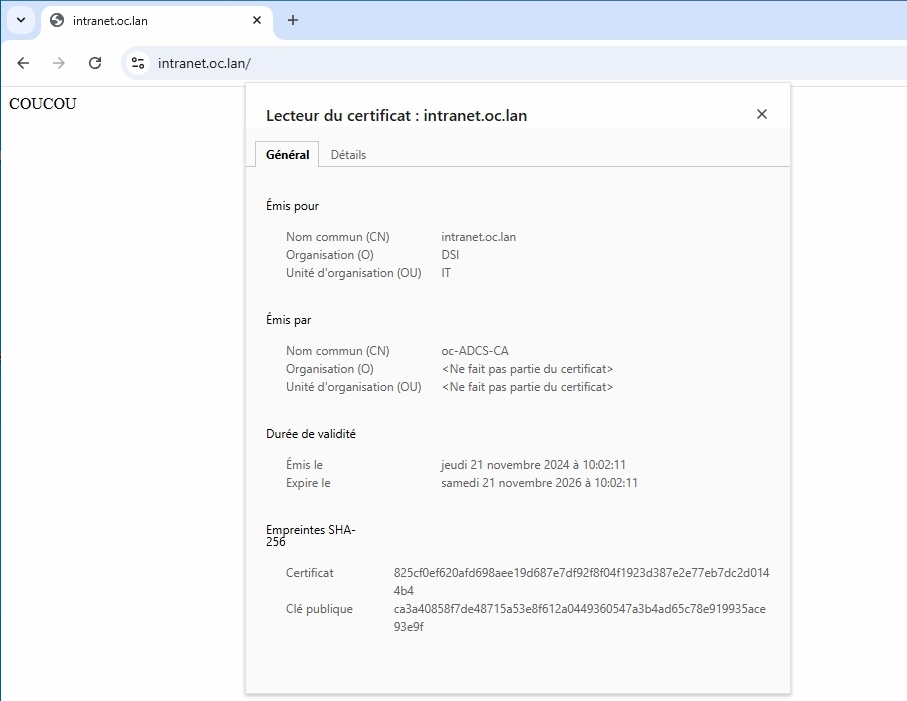 intranet.oc.lan
intranet.oc.lan/
COUCOU
Lecteur du certificat : intranet.oc.lan
Général Détails
Émis pour
Nom commun (CN) intranet.oc.lan
Organisation (O) DSI
Unité d'organisation (OU) IT
Émis par
Nom commun (CN) oc-ADCS-CA
Organisation (O) <Ne fait pas partie du certificat>
Unité d'organisation (OU) <Ne fait pas partie du certificat>
Durée de validité
Émis le jeudi 21 novembre 2024 à 10:02:11
Expire le samedi 21 novembre 2026 à 10:02:11
Empreintes SHA-
256
Certificat 825cf0ef620afd698aee19d687e7df92f8f04f1923d387e2e77eb7dc2d014
4b4
Clé publique ca3a40858f7de48715a53e8f612a0449360547a3b4ad65c78e919935ace
93e9f